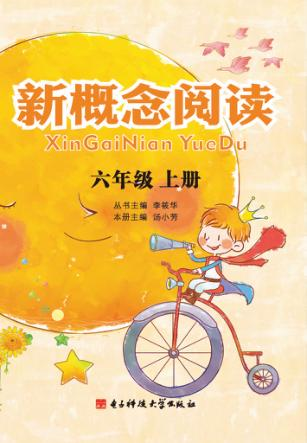 新概念阅读
XinGaiNian YueDu
六年级 上册
丛书主编 李筱华
本册主编 汤小芳
电子科技大学出版社